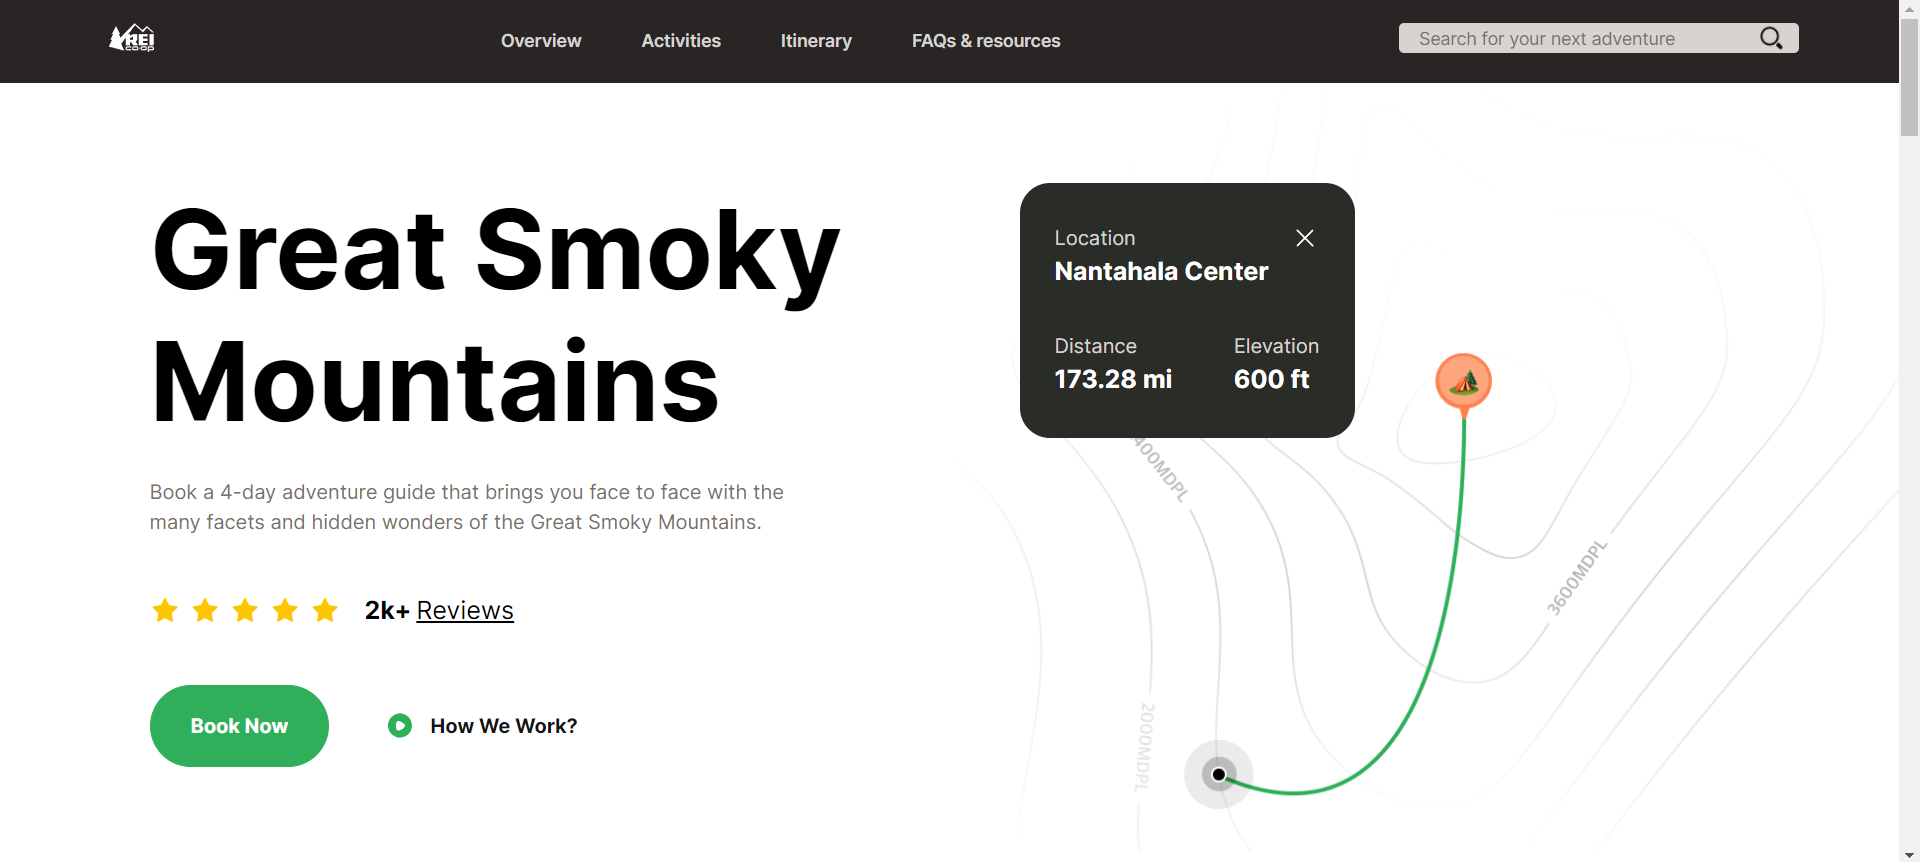 REI
co-op
Overview
Activities
Itinerary
FAQs & resources
Search for your next adventure
Great Smoky
Mountains
Book a 4-day adventure guide that brings you face to face with the
many facets and hidden wonders of the Great Smoky Mountains.
2k+ Reviews
Book Now
How We Work?
Location
Nantahala Center
Distance
173.28 mi
Elevation
600 ft
400MDPL
3600MDPL
2000MDPL